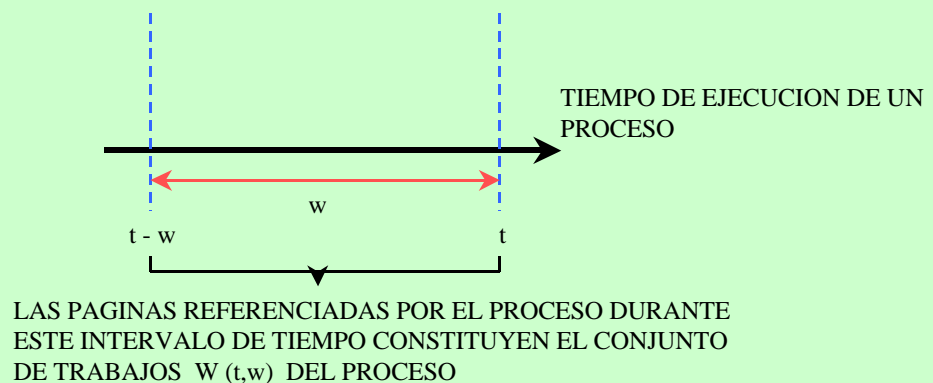 TIEMPO DE EJECUCION DE UN
PROCESO
w
t - w
t
LAS PAGINAS REFERENCIADAS POR EL PROCESO DURANTE
ESTE INTERVALO DE TIEMPO CONSTITUYEN EL CONJUNTO
DE TRABAJOS W (t,w) DEL PROCESO